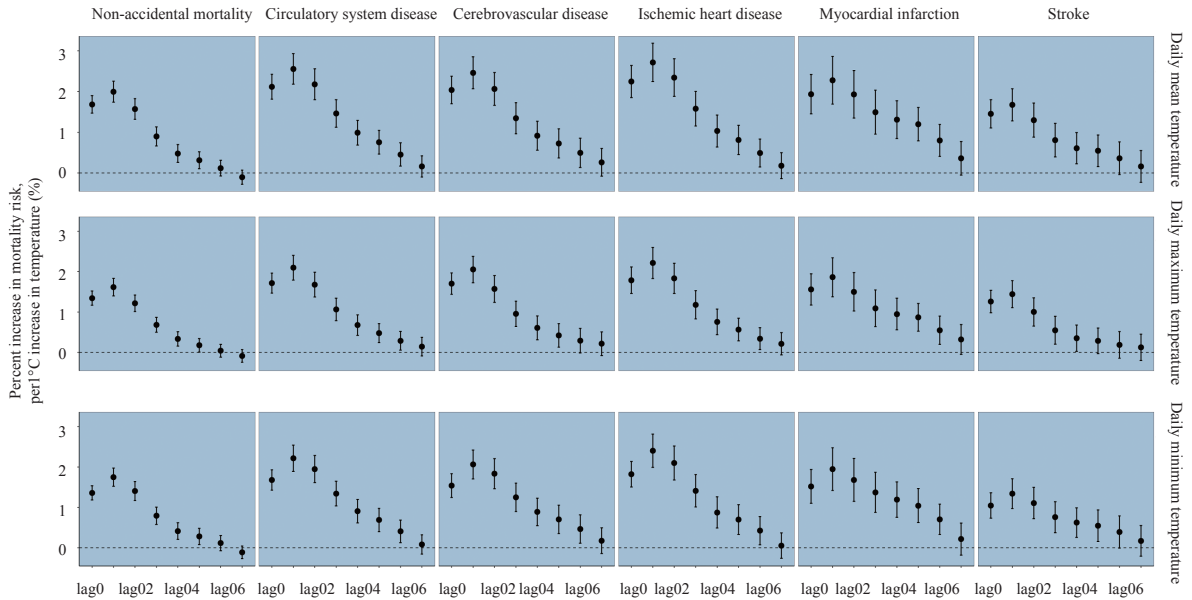 Non-accidental mortality Circulatory system disease Cerebrovascular disease Ischemic heart disease Myocardial infarction Stroke
Percent increase in mortality risk,
per1°C increase in temperature (%)
3
2
1
0
Daily mean temperature
3
2
1
0
Daily maximum temperature
3
2
1
0
Daily minimum temperature
lag0 lag02 lag04 lag06 lag0 lag02 lag04 lag06 lag0 lag02 lag04 lag06 lag0 lag02 lag04 lag06 lag0 lag02 lag04 lag06 lag0 lag02 lag04 lag06